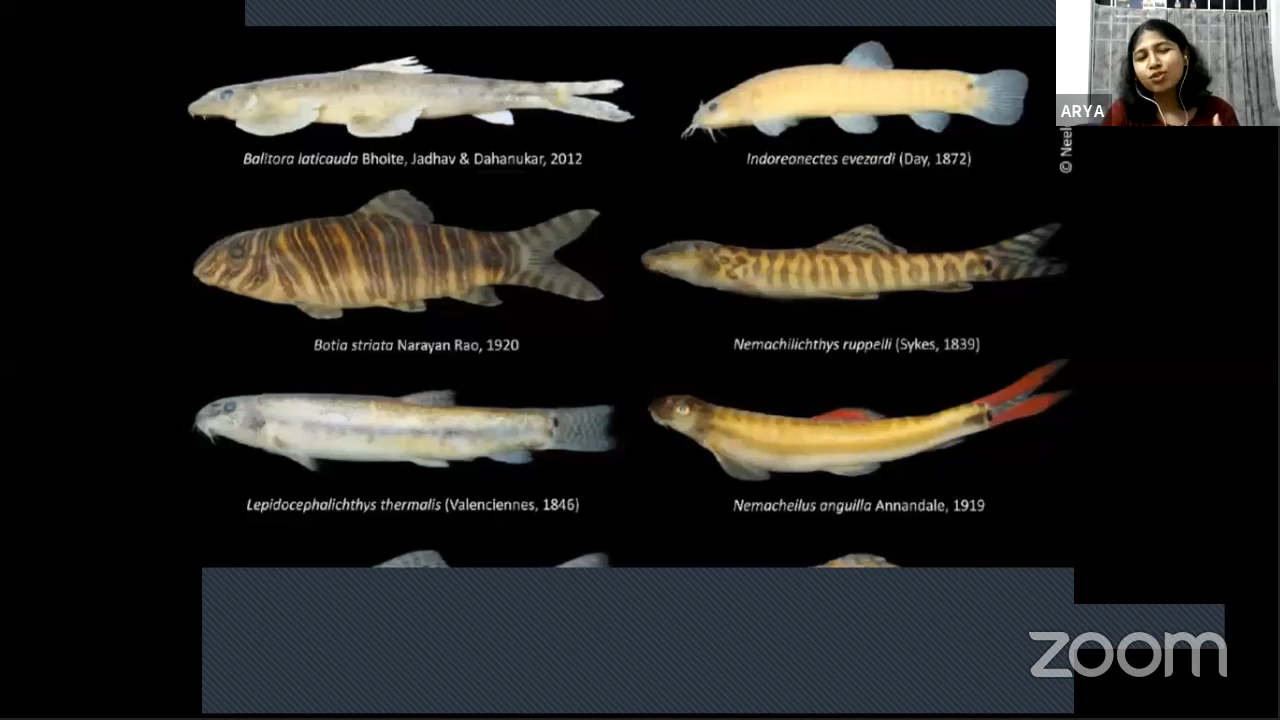 ARYA
Balitora laticauda Bhoite, Jadhav & Dahanukar, 2012
Indoreonectes evezardi (Day, 1872)
© Neel
Botia striata Narayan Rao, 1920
Nemachilichthys ruppelli (Sykes, 1839)
Lepidocephalichthys thermalis (Valenciennes, 1846)
Nemacheilus anguilla Annandale, 1919
zoom